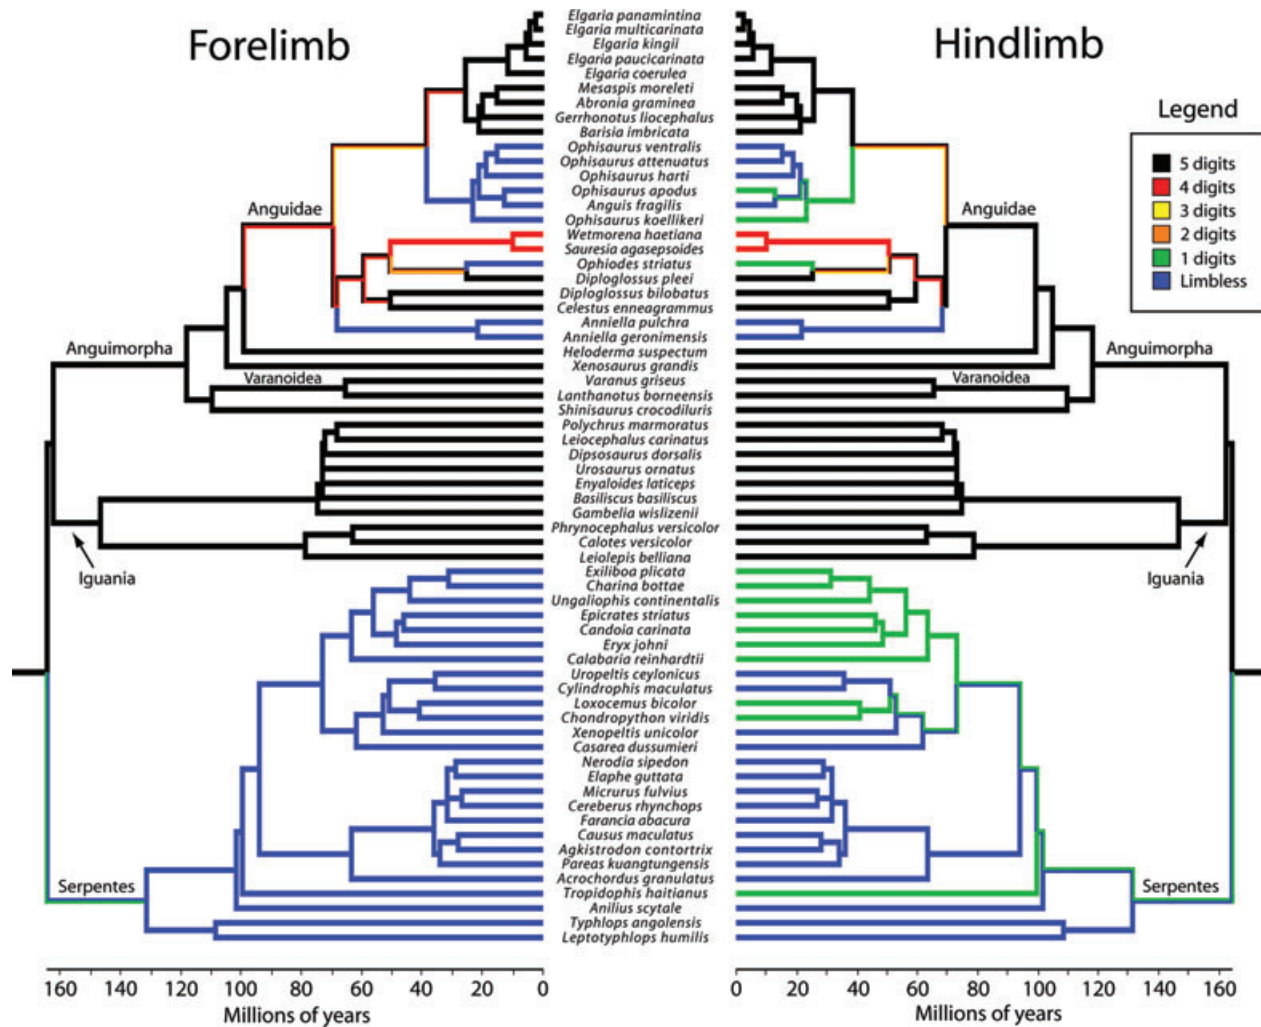 Forelimb
Hindlimb
Legend
5 digits
4 digits
3 digits
2 digits
1 digits
Limbless
Elgaria panamintina
Elgaria multicarinata
Elgaria kingii
Elgaria paucicarinata
Elgaria coerulea
Mesaspis moreleti
Abronia graminea
Gerrhonotus liocephalus
Barisia imbricata
Ophisaurus ventralis
Ophisaurus attenuatus
Ophisaurus harti
Ophisaurus apodus
Anguis fragilis
Ophisaurus koellikeri
Wetmorena haetiana
Sauresia agasepsoides
Ophiodes striatus
Diploglossus pleei
Diploglossus bilobatus
Celestus enneagrammus
Anniella pulchra
Anniella geronimensis
Heloderma suspectum
Xenosaurus grandis
Varanus griseus
Lanthanotus borneensis
Shinisaurus crocodiluris
Polychrus marmoratus
Leiocephalus carinatus
Dipsosaurus dorsalis
Urosaurus ornatus
Enyaloides laticeps
Basiliscus basiliscus
Gambelia wislizenii
Phrynocephalus versicolor
Calotes versicolor
Leiolepis belliana
Exiliboa plicata
Charina bottae
Ungaliophis continentalis
Epicrates striatus
Candoia carinata
Eryx johni
Calabaria reinhardtii
Uropeltis ceylonicus
Cylindrophis maculatus
Loxocemus bicolor
Chondropython viridis
Xenopeltis unicolor
Casarea dussumieri
Nerodia sipedon
Elaphe guttata
Micrurus fulvius
Cereberus rhynchops
Farancia abacura
Causus maculatus
Agkistrodon contortrix
Pareas kuangtungensis
Acrochordus granulatus
Tropidophis haitianus
Anilius scytale
Typhlops angolensis
Leptotyphlops humilis
Anguidae
Anguimorpha
Varanoidea
Iguania
Serpentes
Anguidae
Anguimorpha
Varanoidea
Iguania
Serpentes
160 140 120 100 80 60 40 20 0
Millions of years
0 20 40 60 80 100 120 140 160
Millions of years